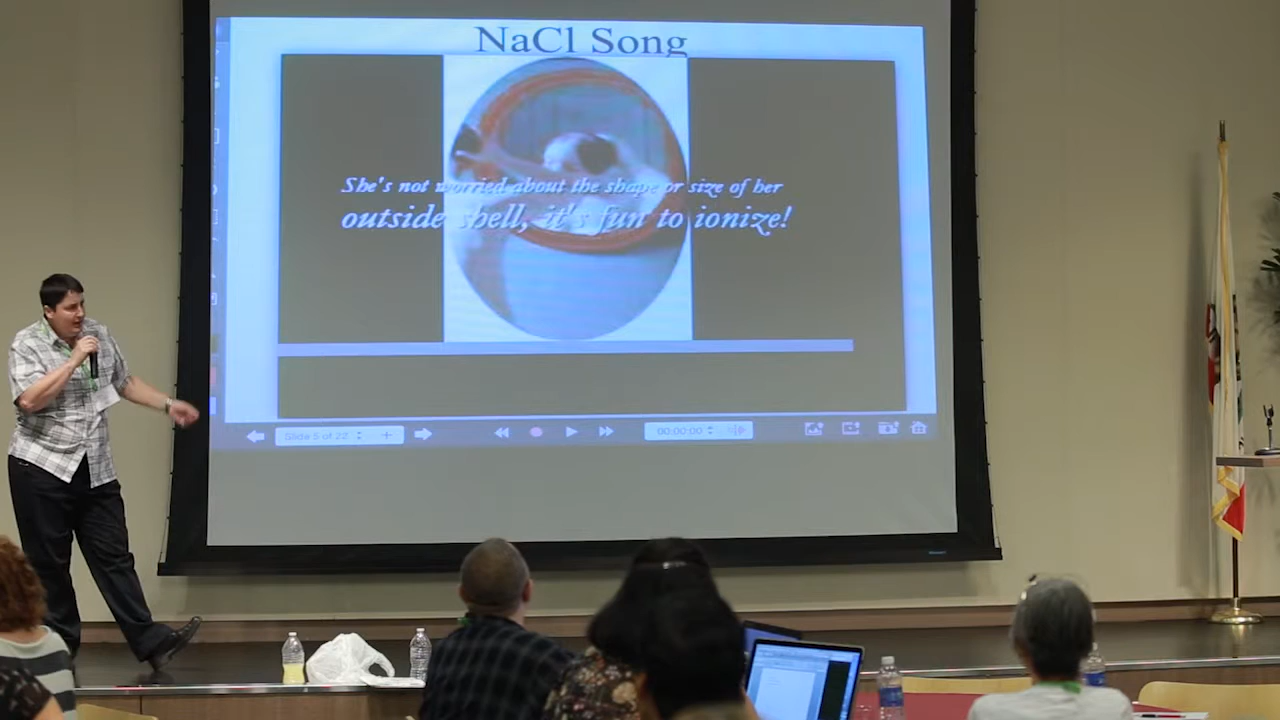 NaCl Song
She's not worried about the shape or size of her
outside shell, it's fun to ionize!
Slide 5 of 22
00:00:00